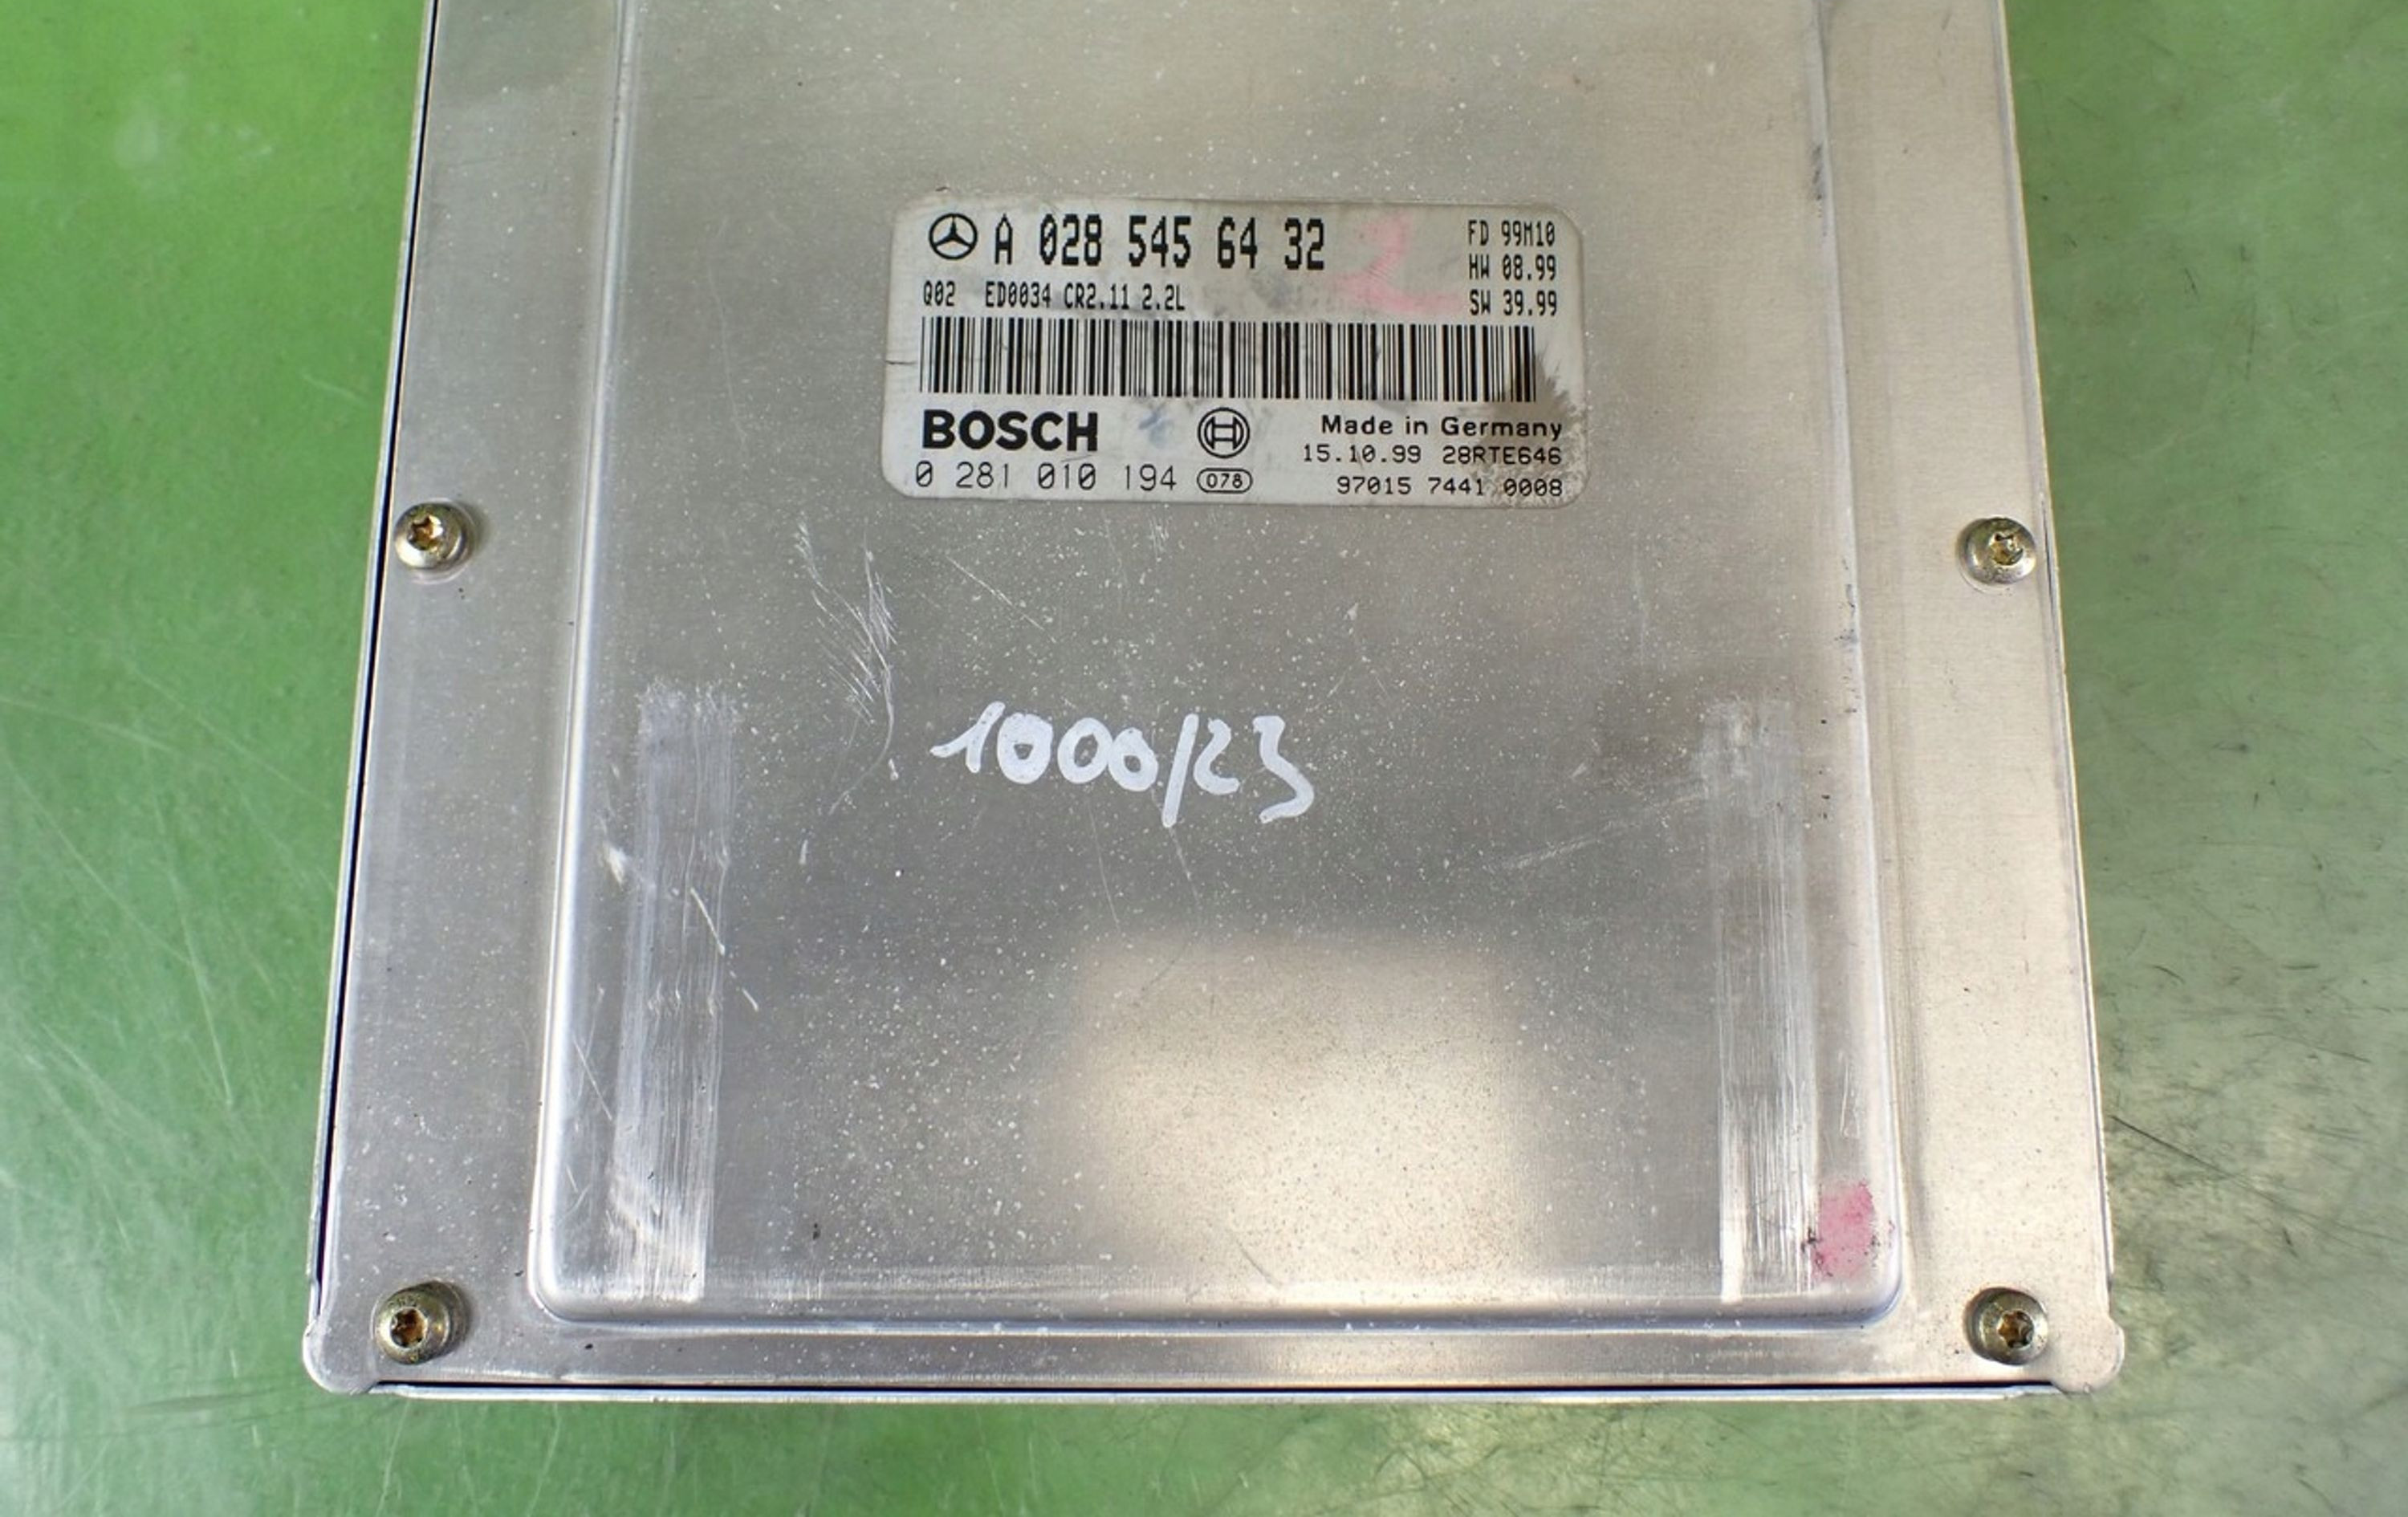 A 028 545 64 32
FD 99M10
HW 08.99
Q02 ED0034 CR2.11 2.2L
SW 39.99
BOSCH
Made in Germany
15.10.99 28RTE646
0 281 010 194 078
97015 7441 0008
1000/23